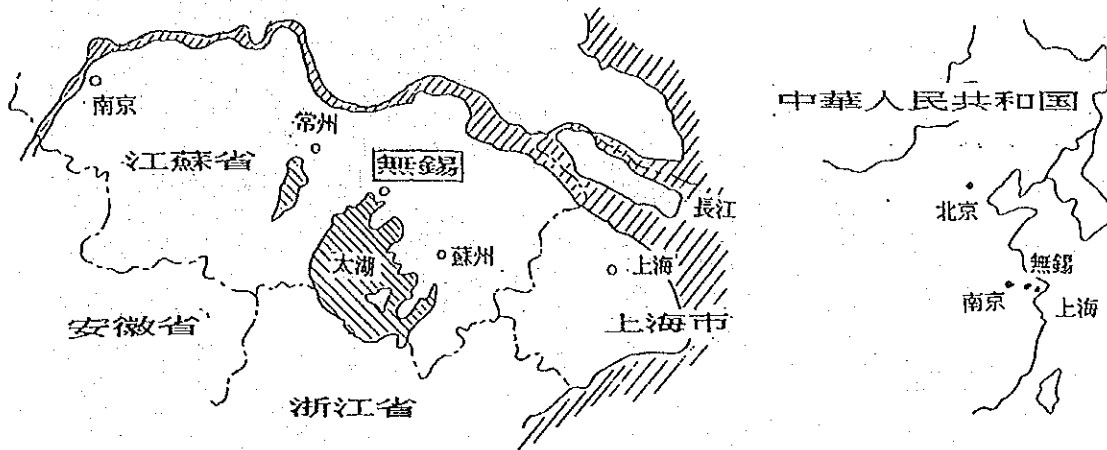 南京
常州
江蘇省
無錫
長江
太湖
蘇州
上海
安徽省
上海市
浙江省
中華人民共和国
北京
無錫
南京
上海